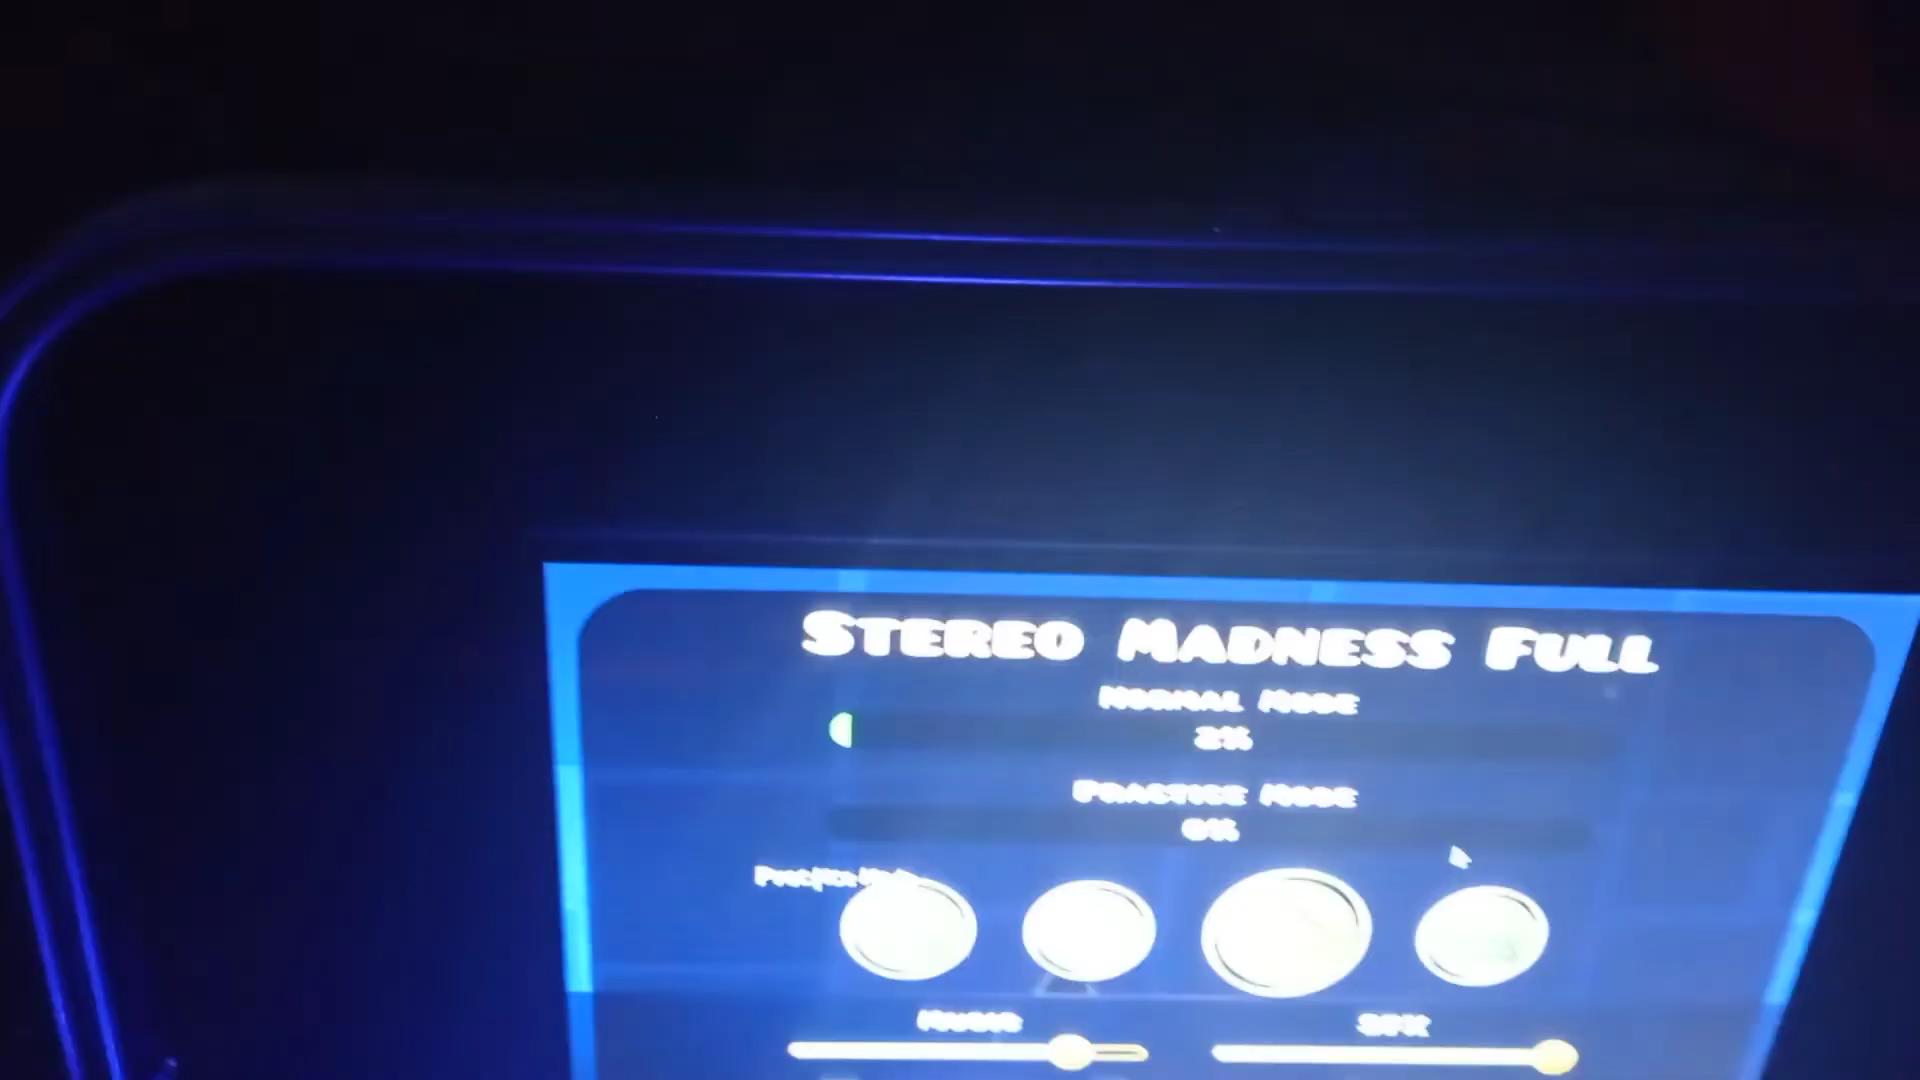 Stereo Madness Full
Normal Mode
2%
Practice Mode
0%
Music
SFX